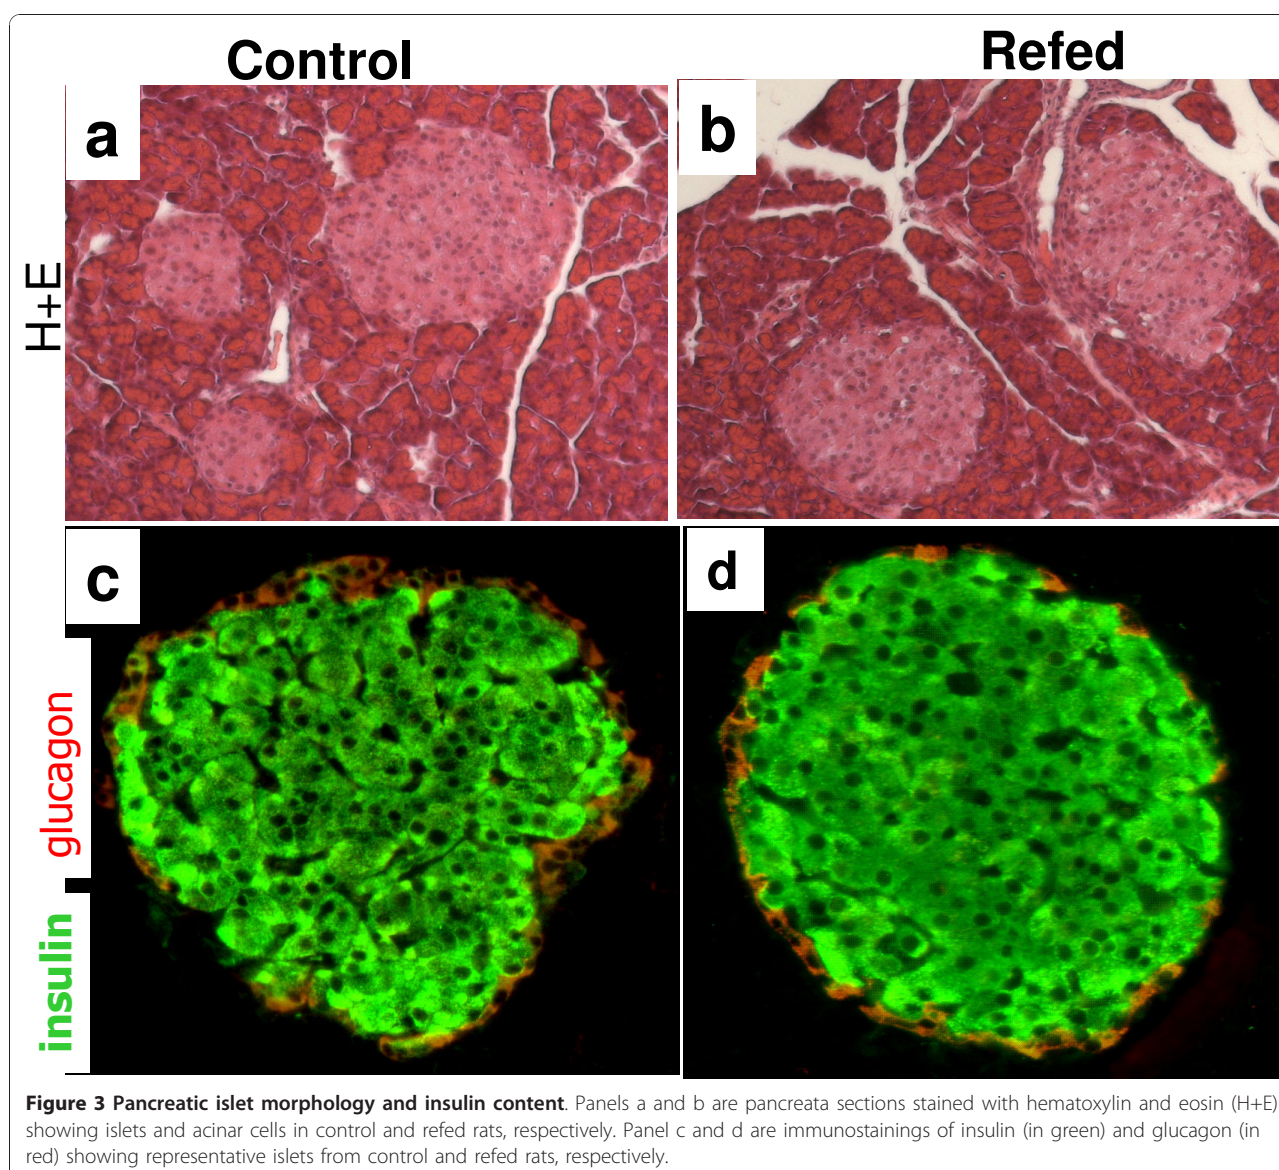 Control
Refed
a
b
H+E
c
d
glucagon
insulin
Figure 3 Pancreatic islet morphology and insulin content. Panels a and b are pancreata sections stained with hematoxylin and eosin (H+E)
showing islets and acinar cells in control and refed rats, respectively. Panel c and d are immunostainings of insulin (in green) and glucagon (in
red) showing representative islets from control and refed rats, respectively.